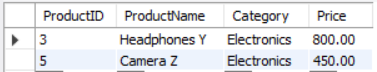 ProductID ProductName Category Price
3 Headphones Y Electronics 800.00
5 Camera Z Electronics 450.00